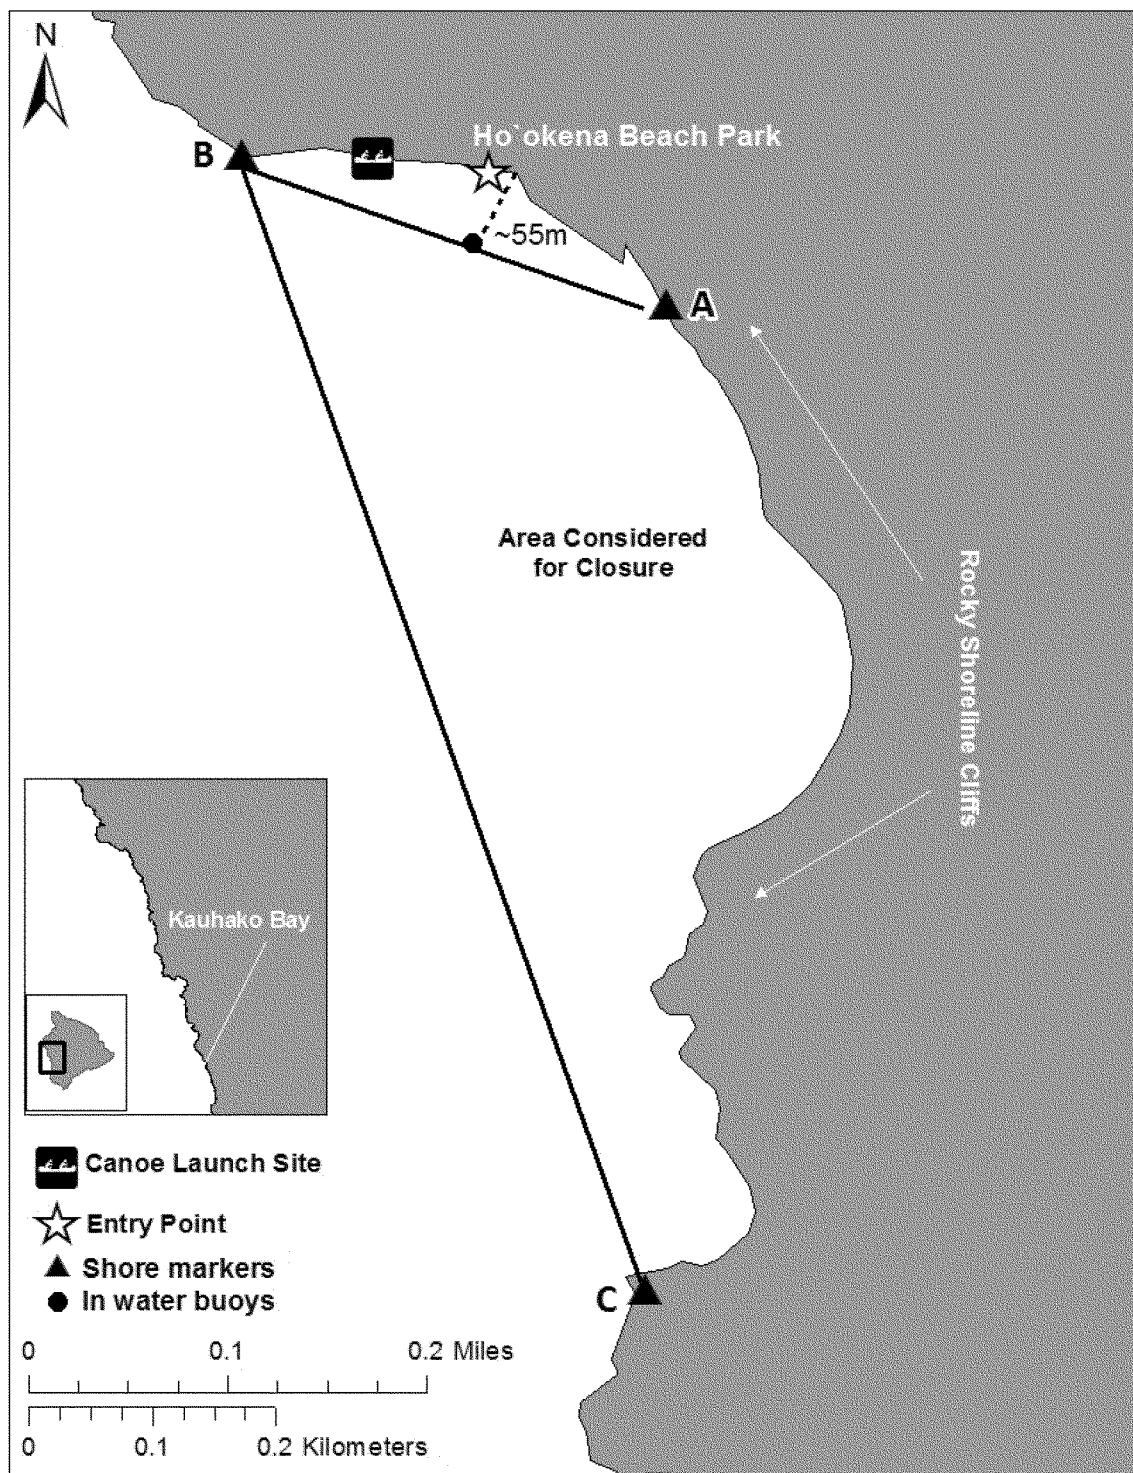 N
Ho`okena Beach Park
B
~55m
A
Area Considered
for Closure
Rocky Shoreline Cliffs
Kauhako Bay
Canoe Launch Site
Entry Point
Shore markers
In water buoys
C
0 0.1 0.2 Miles
0 0.1 0.2 Kilometers